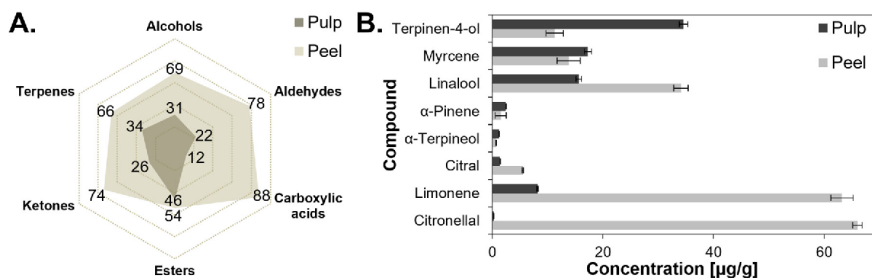 A.
Pulp
Peel
Alcohols
69
Aldehydes
78
Terpenes
66
31
34
22
12
26
Ketones
74
46
54
Carboxylic
acids
88
Esters
B.
Pulp
Peel
Compound
Terpinen-4-ol
Myrcene
Linalool
α-Pinene
α-Terpineol
Citral
Limonene
Citronellal
0
20
40
60
Concentration [µg/g]